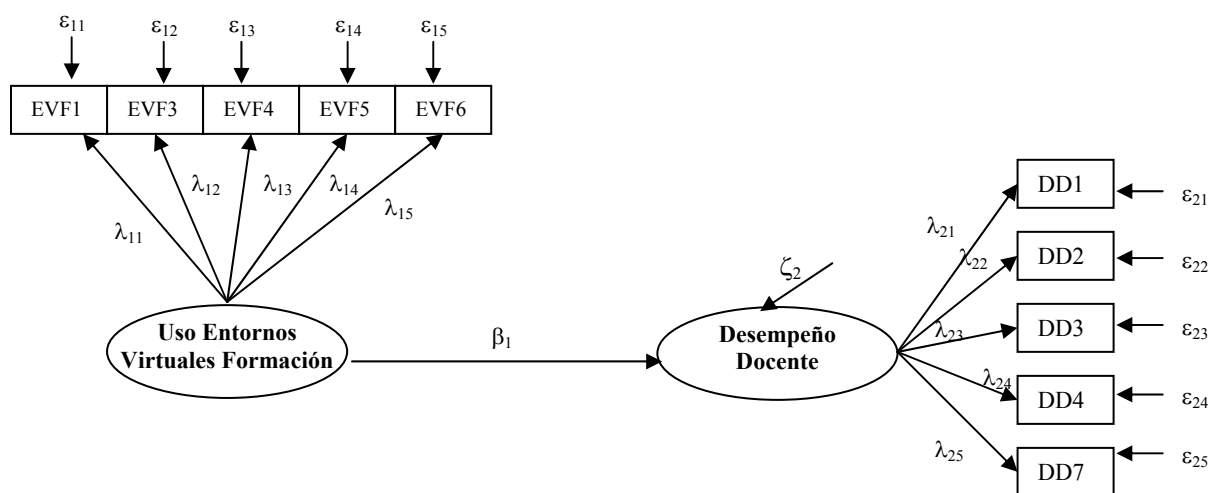 ε11 ε12 ε13 ε14 ε15
EVF1 EVF3 EVF4 EVF5 EVF6
λ11 λ12 λ13 λ14 λ15
Uso Entornos
Virtuales Formación
β1
ζ2
Desempeño
Docente
λ21 λ22 λ23 λ24 λ25
DD1 ε21
DD2 ε22
DD3 ε23
DD4 ε24
DD7 ε25